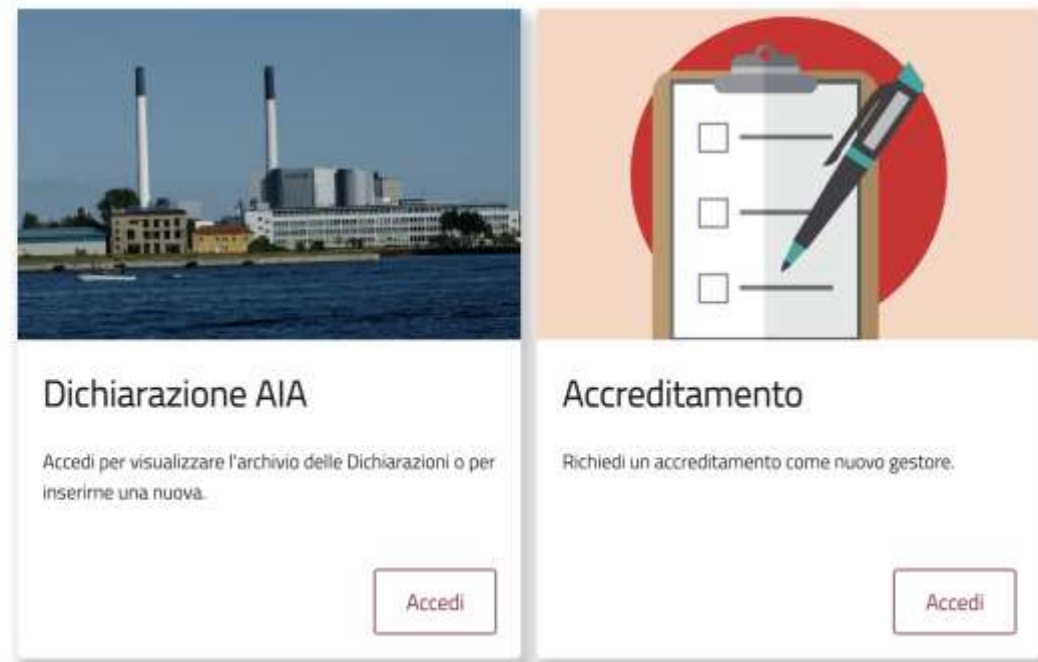 Dichiarazione AIA
Accedi per visualizzare l'archivio delle Dichiarazioni o per
inserirne una nuova.
Accedi
Accreditamento
Richiedi un accreditamento come nuovo gestore.
Accedi